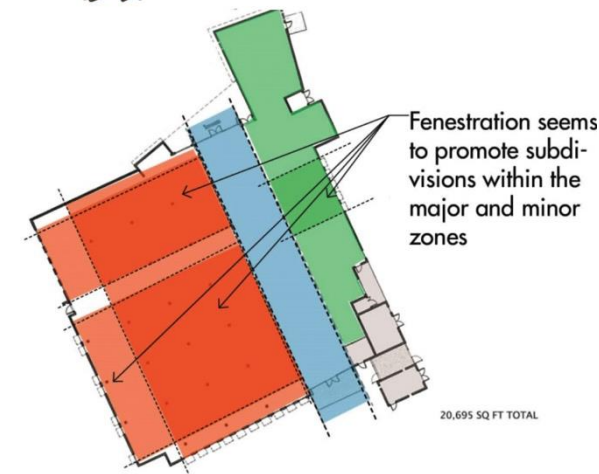 Fenestration seems
to promote subdi-
visions within the
major and minor
zones
20,695 SQ FT TOTAL